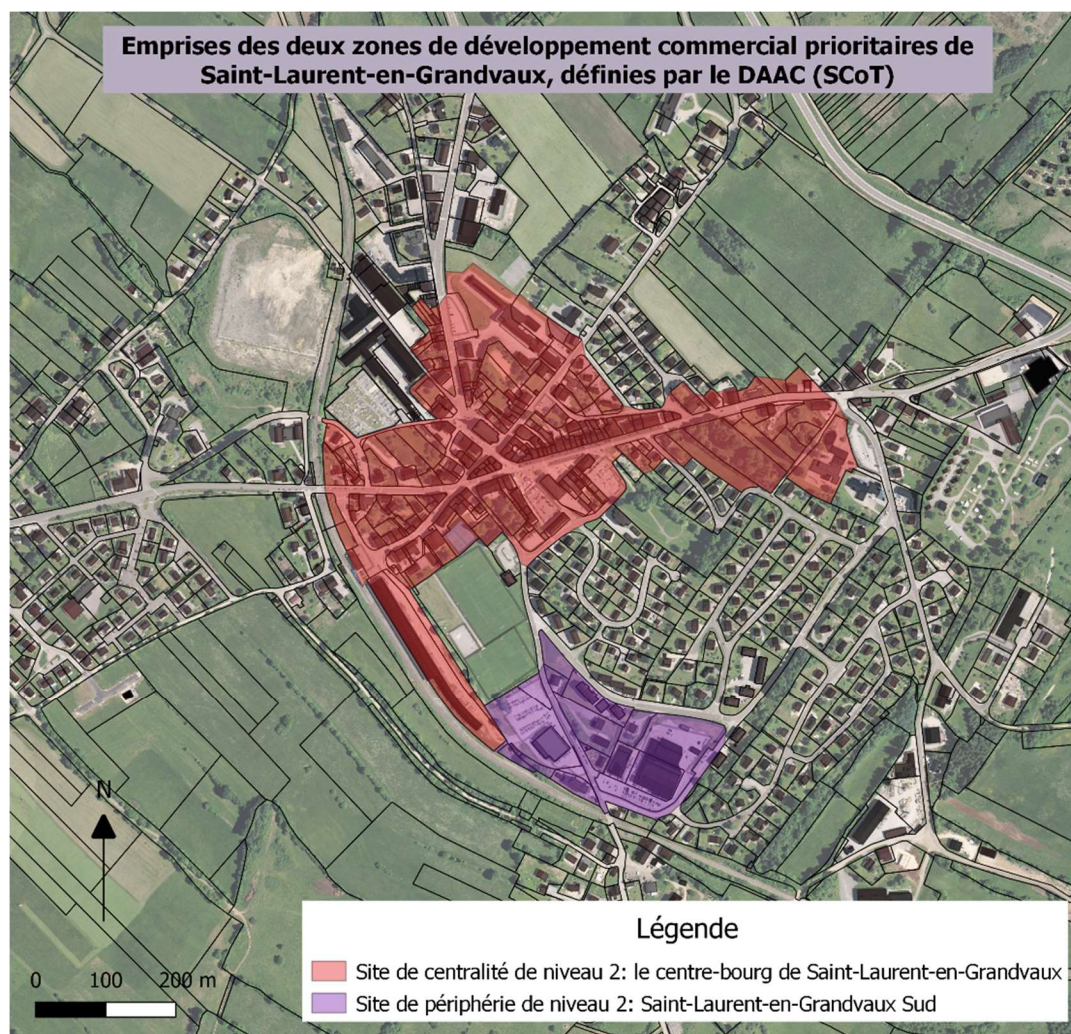 Emprises des deux zones de développement commercial prioritaires de
Saint-Laurent-en-Grandvaux, définies par le DAAC (SCoT)
N
0 100 200 m
Légende
Site de centralité de niveau 2: le centre-bourg de Saint-Laurent-en-Grandvaux
Site de périphérie de niveau 2: Saint-Laurent-en-Grandvaux Sud